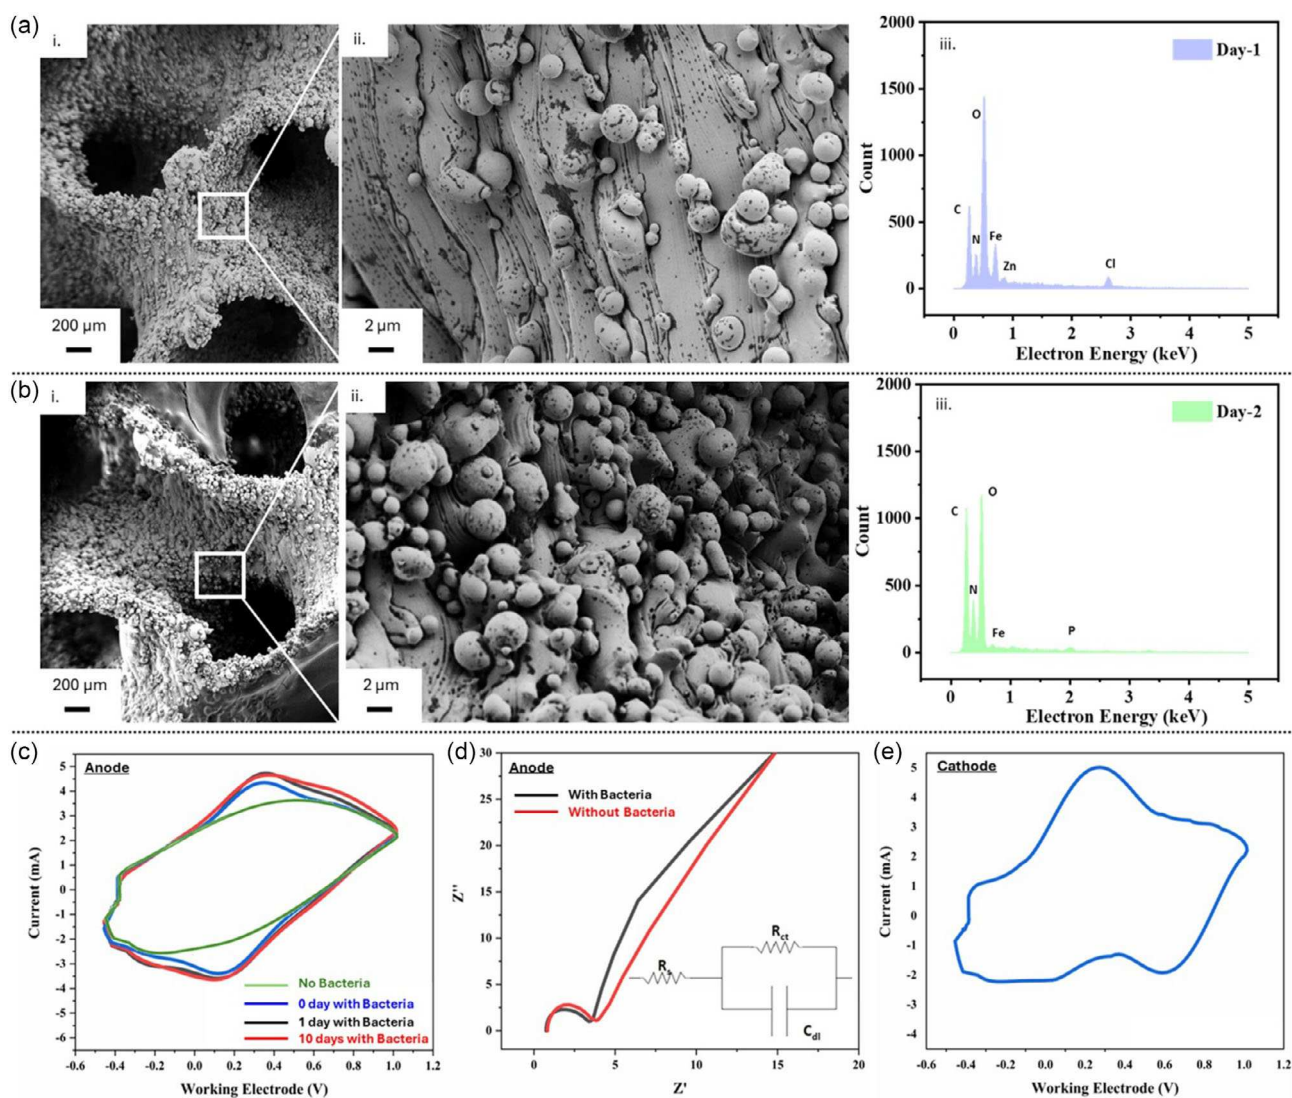 (a)
i.
200 µm
ii.
2 µm
iii.
Day-1
2000
1500
1000
500
0
Count
C
N
O
Fe
Zn
Cl
0 1 2 3 4 5
Electron Energy (keV)
(b)
i.
200 µm
ii.
2 µm
iii.
Day-2
2000
1500
1000
500
0
Count
C
N
O
Fe
P
0 1 2 3 4 5
Electron Energy (keV)
(c)
Anode
5
4
3
2
1
0
-1
-2
-3
-4
-5
-6
Current (mA)
No Bacteria
0 day with Bacteria
1 day with Bacteria
10 days with Bacteria
-0.6 -0.4 -0.2 0.0 0.2 0.4 0.6 0.8 1.0 1.2
Working Electrode (V)
(d)
Anode
With Bacteria
Without Bacteria
30
25
20
15
10
5
0
Z''
Rs
Rct
Cdl
0 5 10 15 20
Z'
(e)
Cathode
5
4
3
2
1
0
-1
-2
3
4
-4
Current (mA)
-0.6 -0.4 -0.2 0.0 0.2 0.4 0.6 0.8 1.0 1.2
Working Electrode (V)